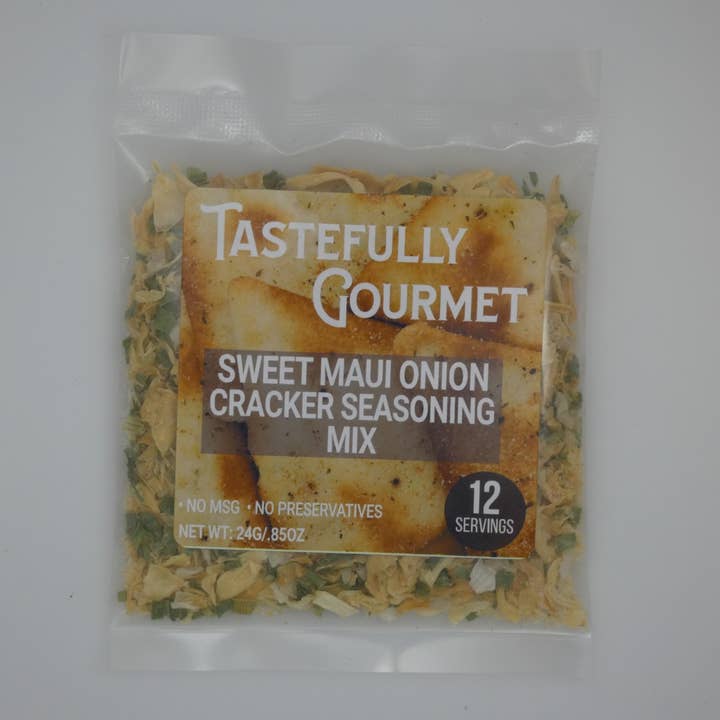 TASTEFULLY
GOURMET
SWEET MAUI ONION
CRACKER SEASONING
MIX
• NO MSG • NO PRESERVATIVES
NET WT: 24G/.85OZ
12
SERVINGS